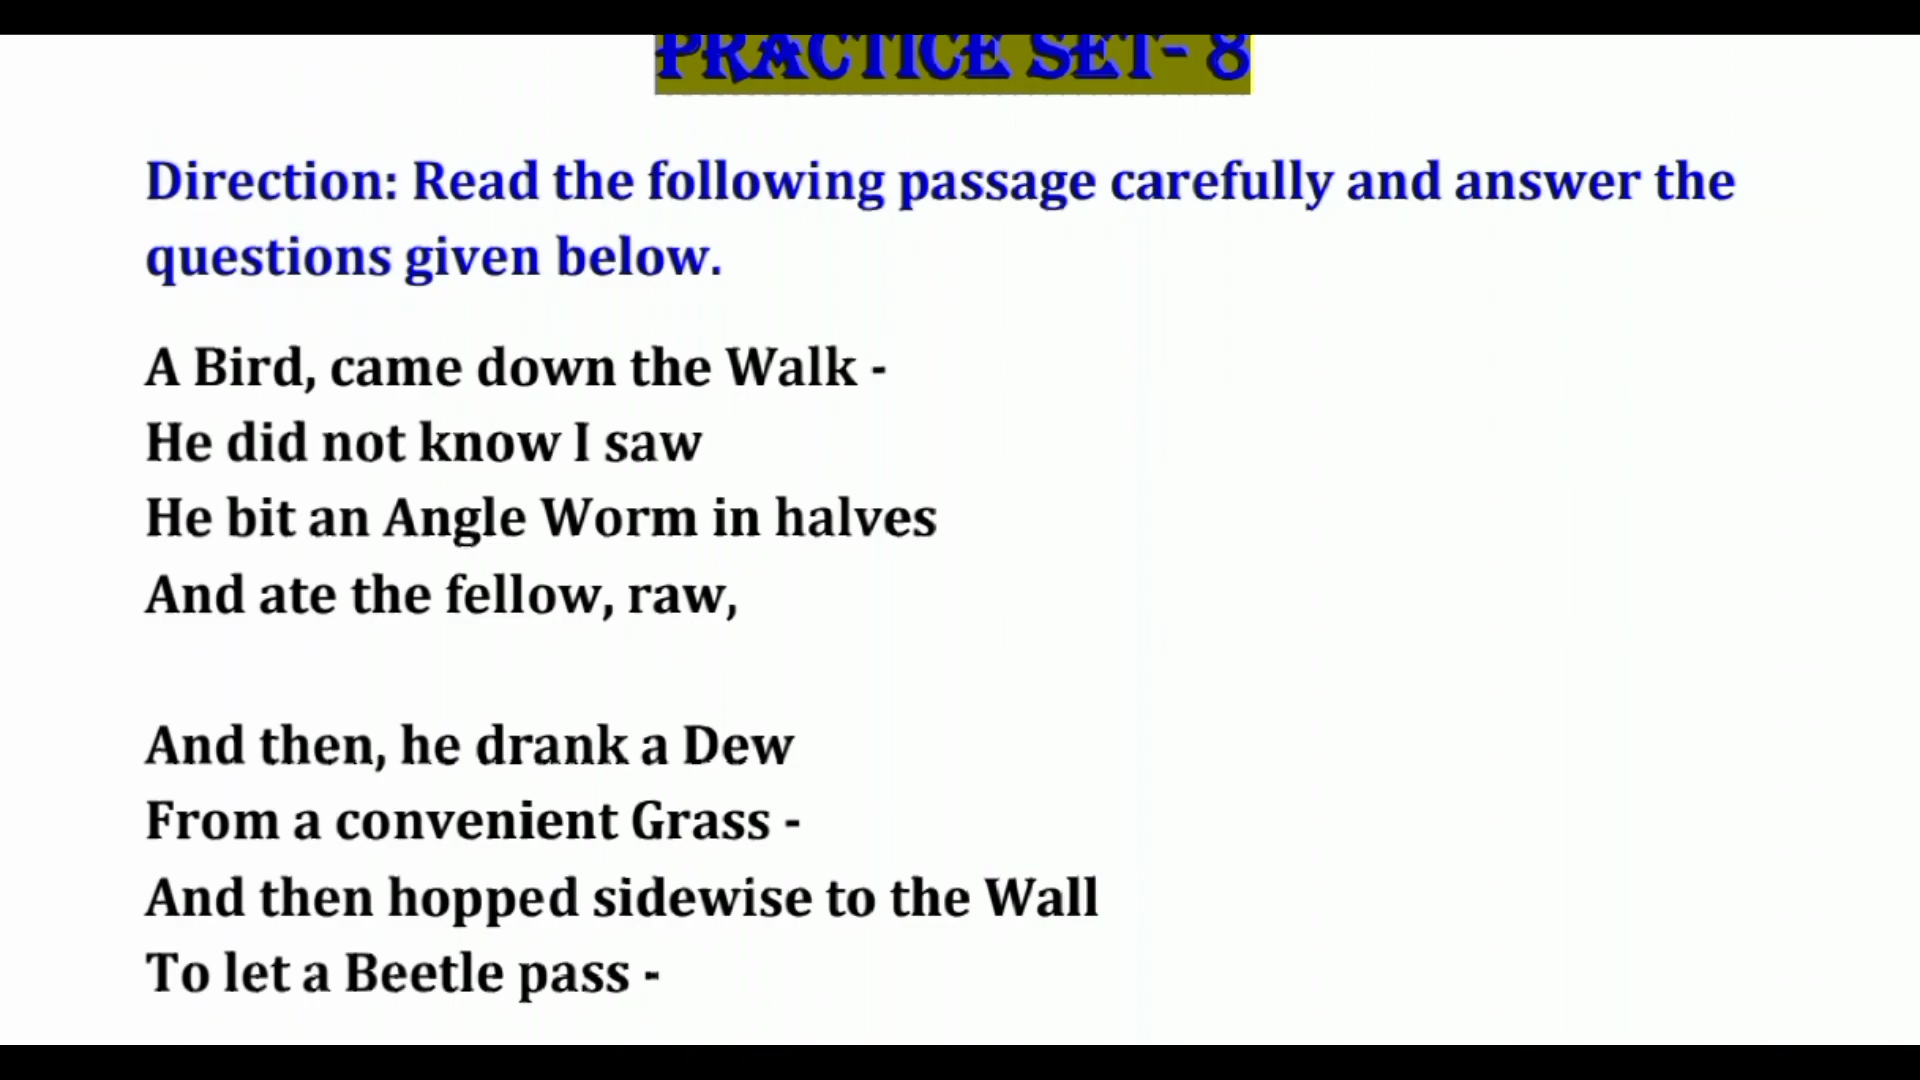 PRACTICE SET- 8
Direction: Read the following passage carefully and answer the
questions given below.
A Bird, came down the Walk -
He did not know I saw
He bit an Angle Worm in halves
And ate the fellow, raw,
And then, he drank a Dew
From a convenient Grass -
And then hopped sidewise to the Wall
To let a Beetle pass -